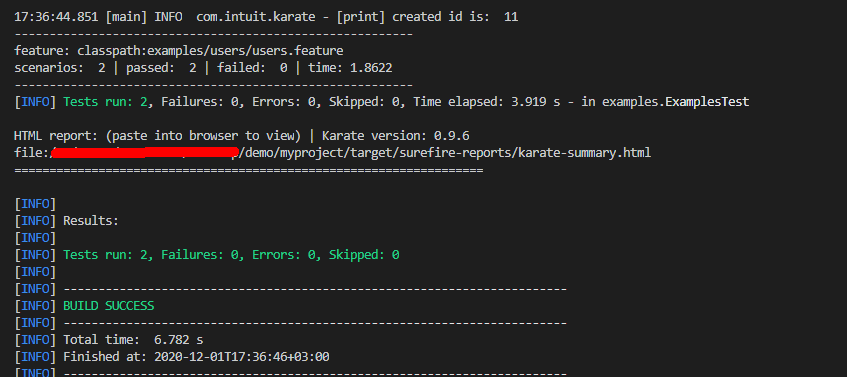 17:36:44.851 [main] INFO  com.intuit.karate - [print] created id is:  11
---------------------------------------------------------
feature: classpath:examples/users/users.feature
scenarios:  2 | passed:  2 | failed:  0 | time: 1.8622
---------------------------------------------------------
[INFO] Tests run: 2, Failures: 0, Errors: 0, Skipped: 0, Time elapsed: 3.919 s - in examples.ExamplesTest
HTML report: (paste into browser to view) | Karate version: 0.9.6
file:/demo/myproject/target/surefire-reports/karate-summary.html
===================================================================
[INFO]
[INFO] Results:
[INFO]
[INFO] Tests run: 2, Failures: 0, Errors: 0, Skipped: 0
[INFO]
[INFO] ------------------------------------------------------------------------
[INFO] BUILD SUCCESS
[INFO] ------------------------------------------------------------------------
[INFO] Total time:  6.782 s
[INFO] Finished at: 2020-12-01T17:36:46+03:00
[INFO] ------------------------------------------------------------------------